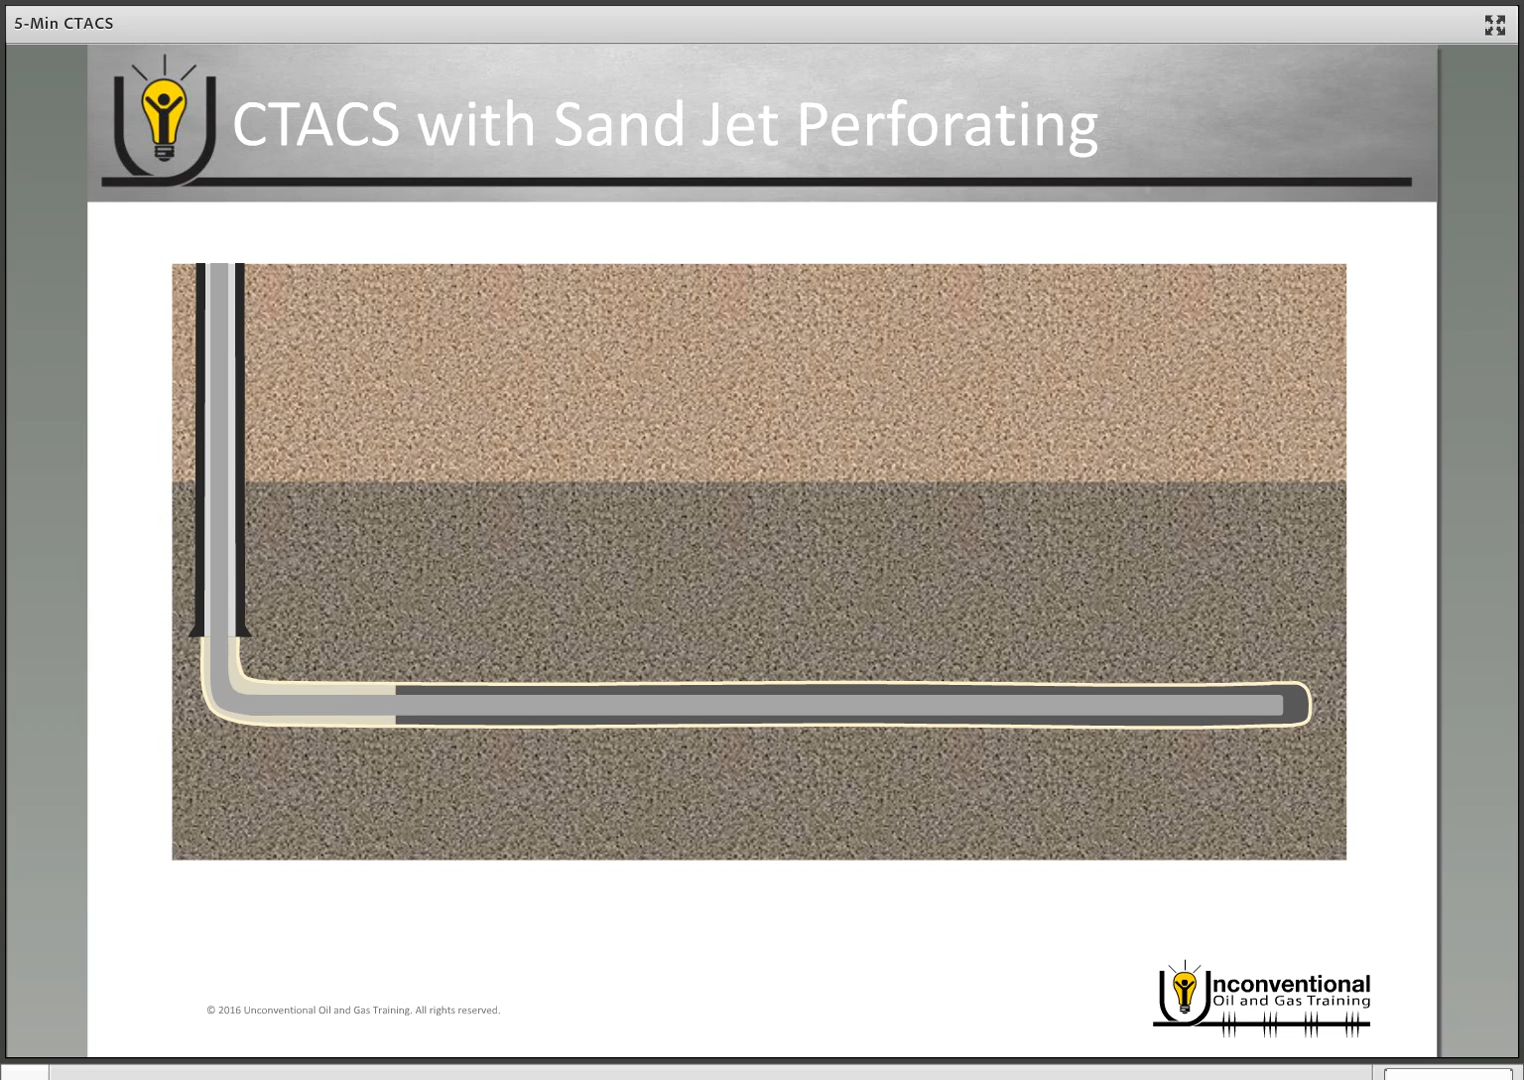 5-Min CTACS
CTACS with Sand Jet Perforating
© 2016 Unconventional Oil and Gas Training. All rights reserved.
Unconventional
Oil and Gas Training